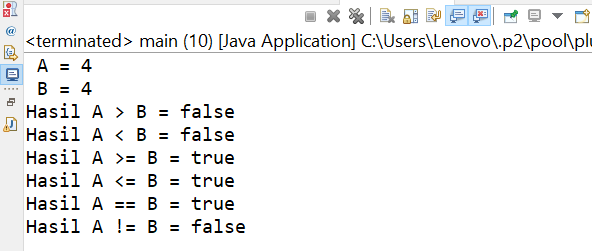 <terminated> main (10) [Java Application] C:\Users\Lenovo\.p2\pool\plu
A = 4
B = 4
Hasil A > B = false
Hasil A < B = false
Hasil A >= B = true
Hasil A <= B = true
Hasil A == B = true
Hasil A != B = false